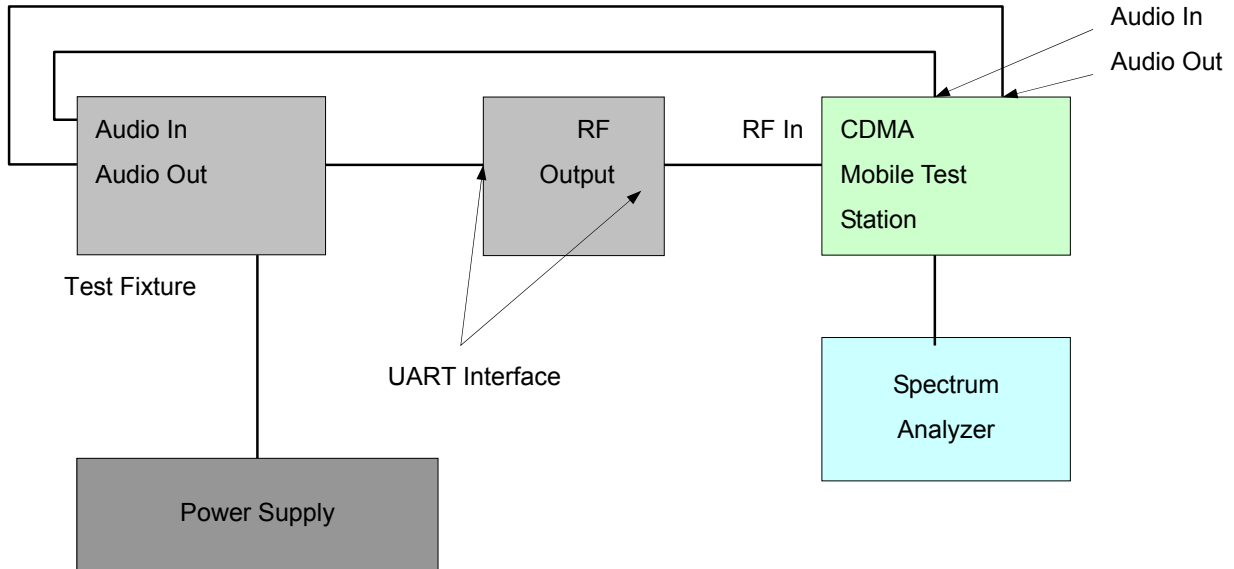 Audio In
Audio Out
Audio In
Audio Out
RF
Output
RF In
CDMA
Mobile Test
Station
Test Fixture
UART Interface
Spectrum
Analyzer
Power Supply